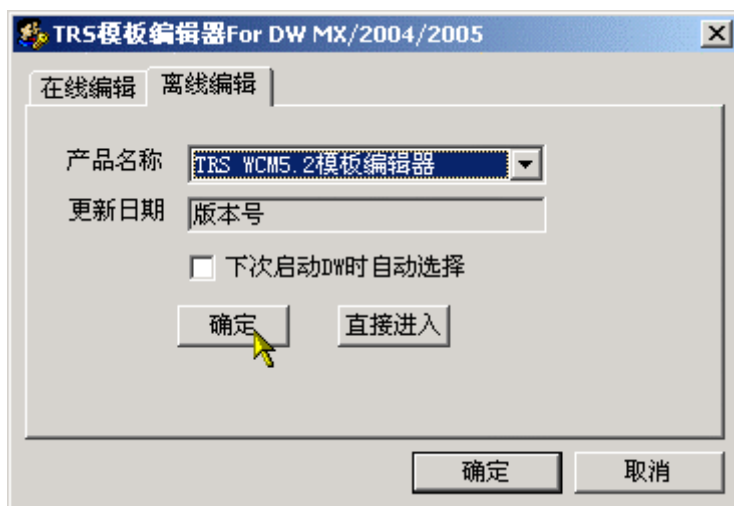 TRS模板编辑器For DW MX/2004/2005
在线编辑 离线编辑
产品名称 TRS WCM5.2模板编辑器
更新日期 版本号
下次启动DW时自动选择
确定 直接进入
确定 取消